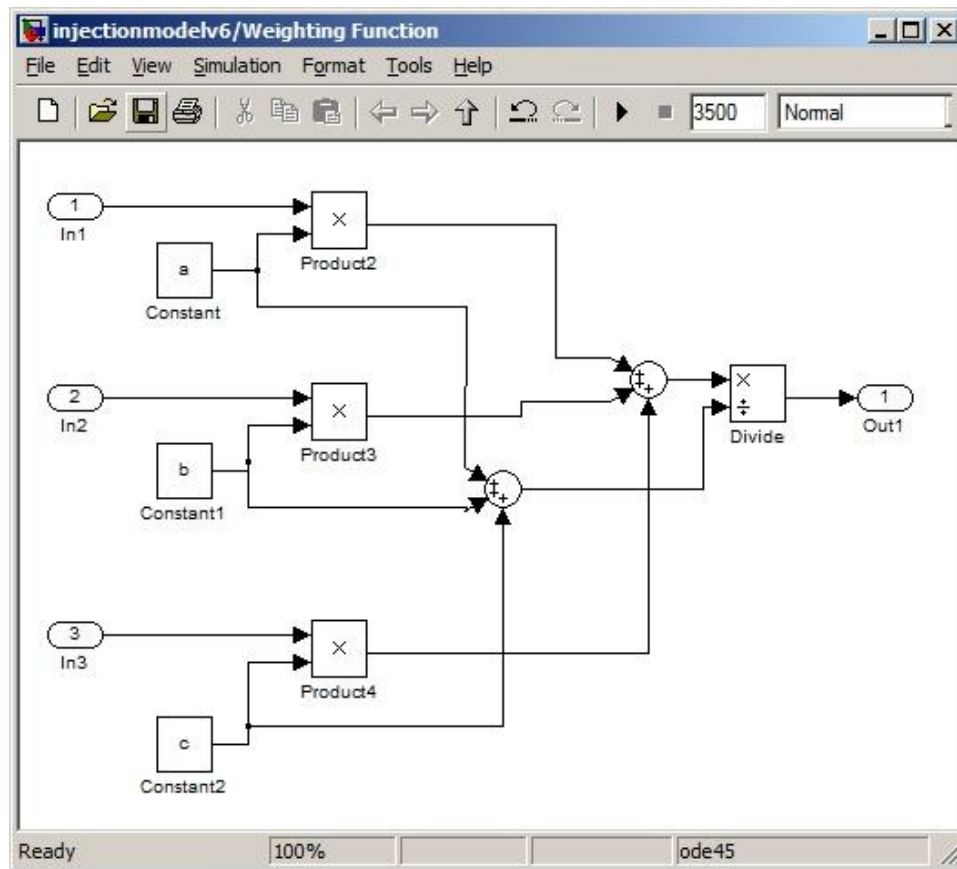 injectionmodelv6/Weighting Function
File Edit View Simulation Format Tools Help
3500 Normal
1
In1
×
Product2
a
Constant
2
In2
×
Product3
b
Constant1
+
+
+
+
+
+
×
÷
Divide
1
Out1
3
In3
×
Product4
c
Constant2
Ready 100% ode45